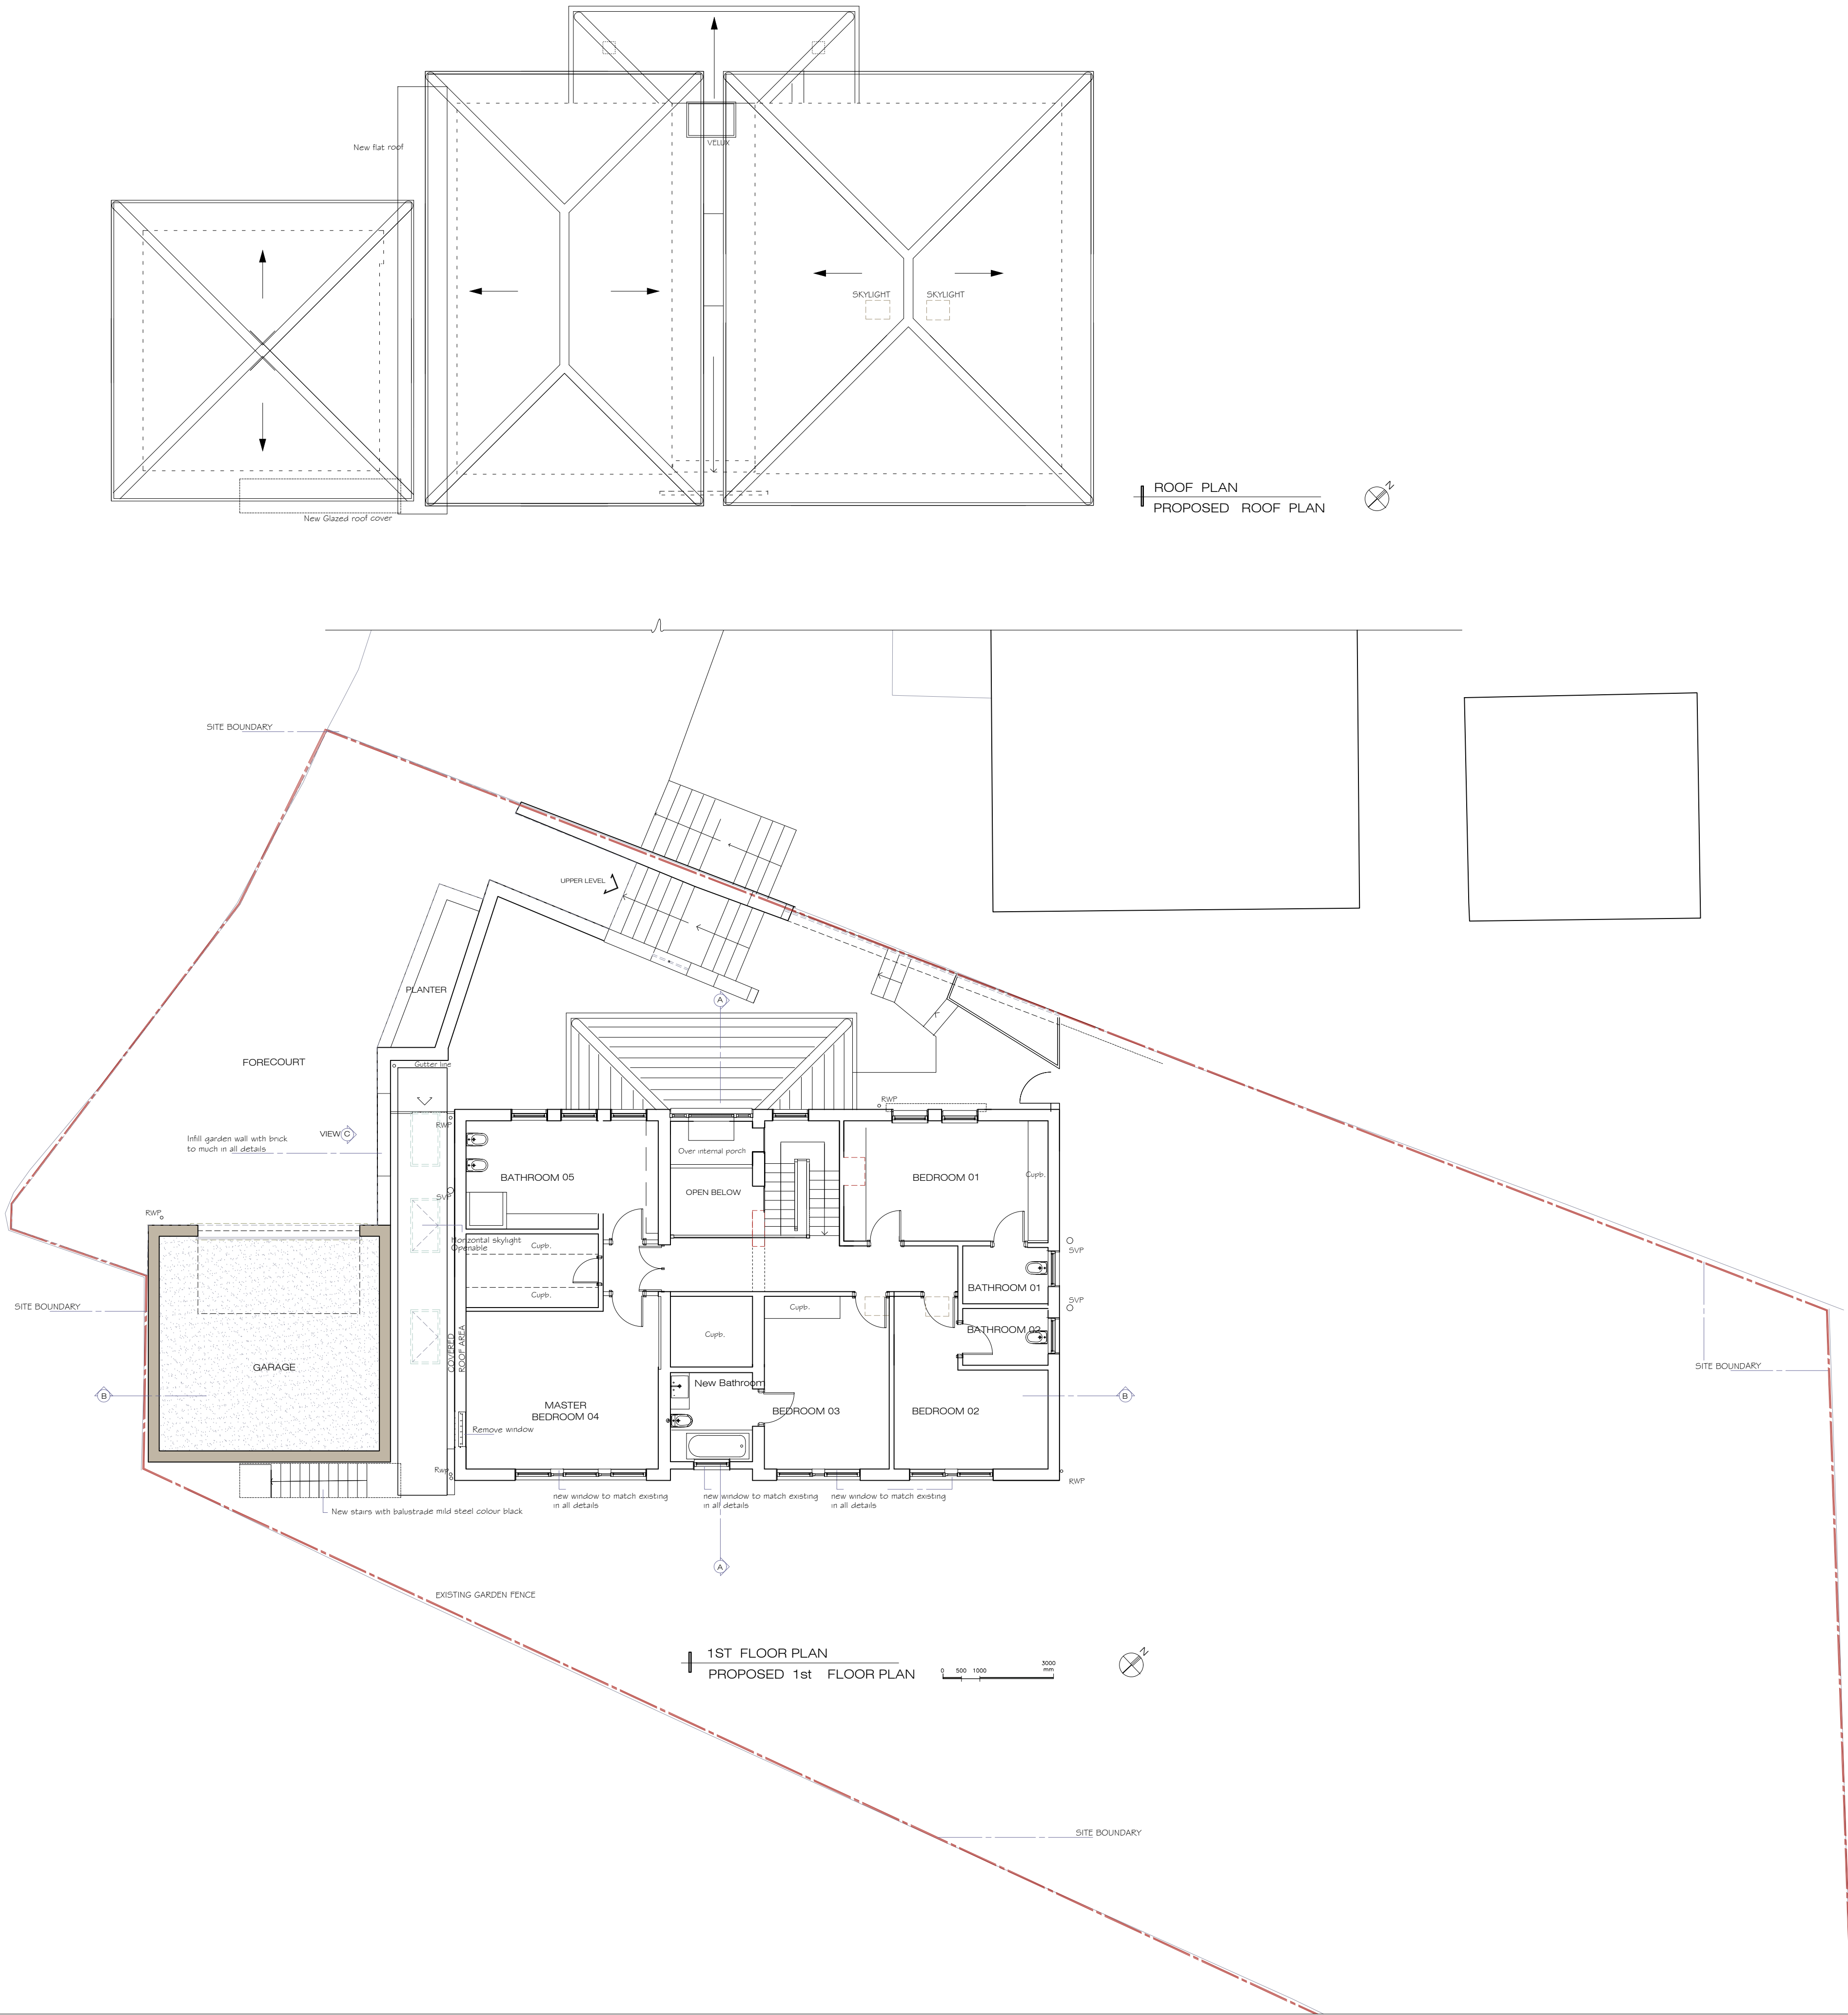 VELUX
New flat roof
SKYLIGHT
SKYLIGHT
New Glazed roof cover
ROOF PLAN
PROPOSED ROOF PLAN
N
SITE BOUNDARY
UPPER LEVEL
PLANTER
A
FORECOURT
Gutter line
RWP
RWP
VIEW C
Infill garden wall with brick
to much in all details
Over internal porch
BATHROOM 05
BEDROOM 01
Cupb.
OPEN BELOW
SVP
RWP
Horizontal skylight
Openable
Cupb.
SVP
BATHROOM 01
Cupb.
SVP
SITE BOUNDARY
Cupb.
BATHROOM 02
Cupb.
COVERED
ROOF AREA
GARAGE
SITE BOUNDARY
New Bathroom
B
B
MASTER
BEDROOM 04
BEDROOM 03
BEDROOM 02
Remove window
Rwp
RWP
new window to match existing
in all details
new window to match existing
in all details
new window to match existing
in all details
New stairs with balustrade mild steel colour black
A
EXISTING GARDEN FENCE
1ST FLOOR PLAN
PROPOSED 1st FLOOR PLAN
0 500 1000 3000
mm
N
SITE BOUNDARY